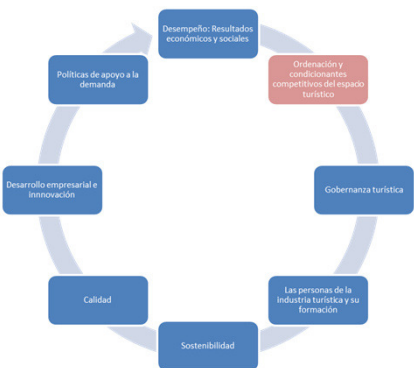 Desempeño: Resultados
económicos y sociales
Ordenación y
condicionantes
competitivos del espacio
turístico
Gobernanza turística
Las personas de la
industria turística y su
formación
Sostenibilidad
Calidad
Desarrollo empresarial e
innnovación
Políticas de apoyo a la
demanda